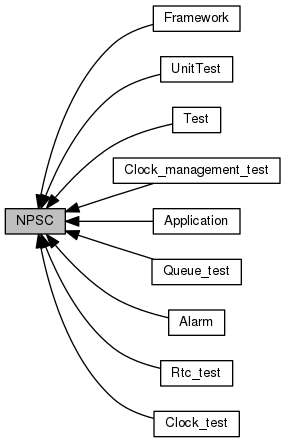 Framework
UnitTest
Test
Clock_management_test
NPSC
Application
Queue_test
Alarm
Rtc_test
Clock_test